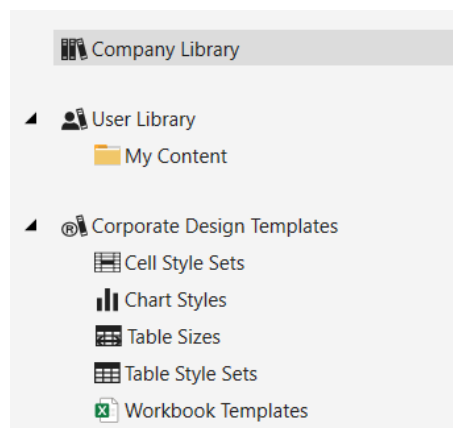 Company Library
User Library
My Content
® Corporate Design Templates
Cell Style Sets
Chart Styles
Table Sizes
Table Style Sets
Workbook Templates